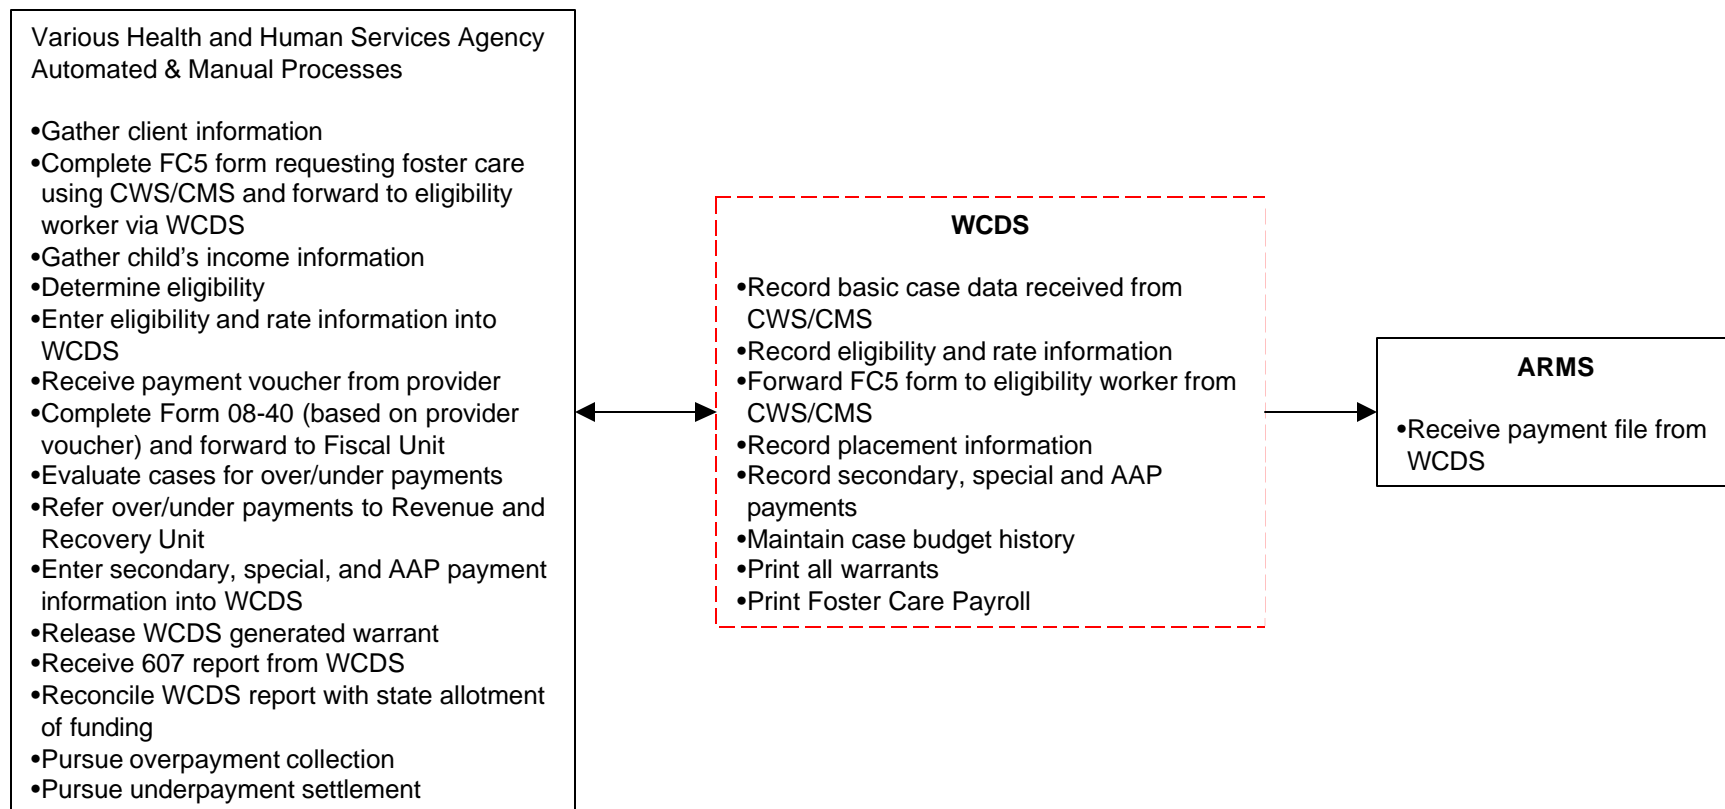 Various Health and Human Services Agency
Automated & Manual Processes
•Gather client information
•Complete FC5 form requesting foster care
using CWS/CMS and forward to eligibility
worker via WCDS
•Gather child’s income information
•Determine eligibility
•Enter eligibility and rate information into
WCDS
•Receive payment voucher from provider
•Complete Form 08-40 (based on provider
voucher) and forward to Fiscal Unit
•Evaluate cases for over/under payments
•Refer over/under payments to Revenue and
Recovery Unit
•Enter secondary, special, and AAP payment
information into WCDS
•Release WCDS generated warrant
•Receive 607 report from WCDS
•Reconcile WCDS report with state allotment
of funding
•Pursue overpayment collection
•Pursue underpayment settlement
WCDS
•Record basic case data received from
CWS/CMS
•Record eligibility and rate information
•Forward FC5 form to eligibility worker from
CWS/CMS
•Record placement information
•Record secondary, special and AAP
payments
•Maintain case budget history
•Print all warrants
•Print Foster Care Payroll
ARMS
•Receive payment file from
WCDS